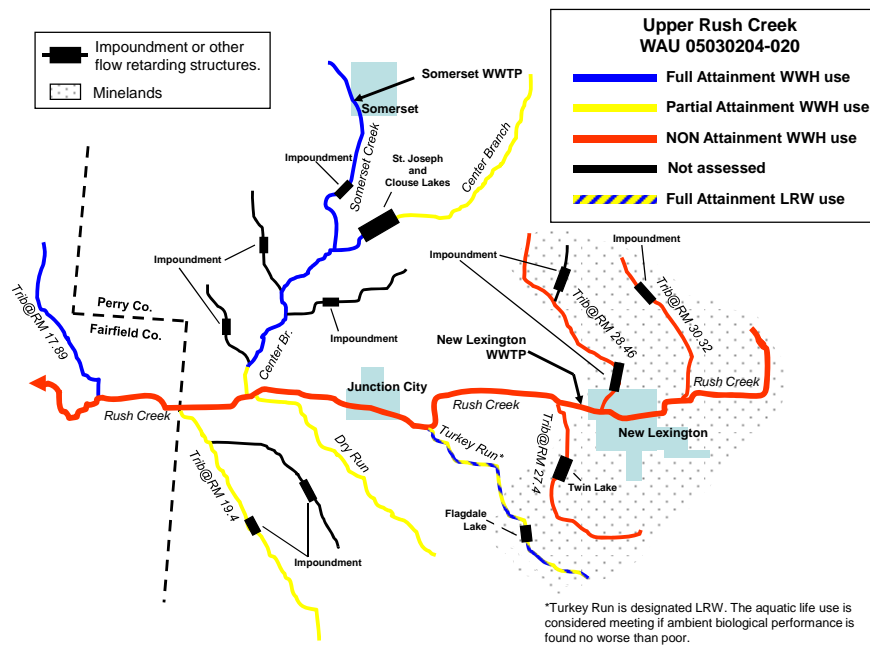 Impoundment or other
flow retarding structures.
Minelands
Upper Rush Creek
WAU 05030204-020
Full Attainment WWH use
Partial Attainment WWH use
NON Attainment WWH use
Not assessed
Full Attainment LRW use
Somerset WWTP
Somerset
Impoundment
Somerset Creek
St. Joseph
and
Clouse Lakes
Center Branch
Impoundment
Impoundment
Impoundment
Impoundment
Trib@RM 28.46
Trib@RM 30.32
Trib@RM 17.89
Perry Co.
Fairfield Co.
Center Br.
Impoundment
New Lexington
WWTP
Junction City
Rush Creek
Rush Creek
Rush Creek
New Lexington
Trib@RM 19.4
Dry Run
Turkey Run*
Trib@RM 27.4
Twin Lake
Flagdale
Lake
Impoundment
*Turkey Run is designated LRW. The aquatic life use is
considered meeting if ambient biological performance is
found no worse than poor.